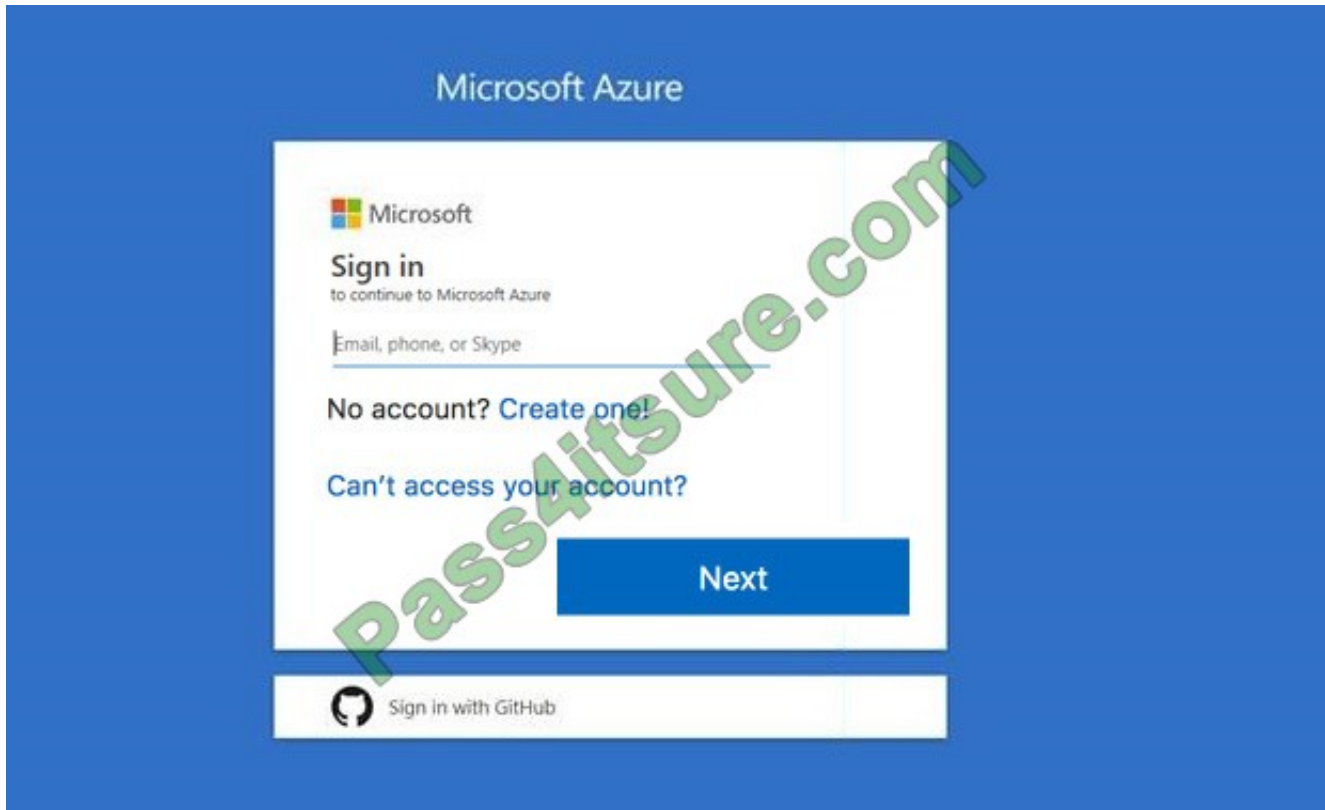 Microsoft Azure
Microsoft
Sign in
to continue to Microsoft Azure
Email, phone, or Skype
No account? Create one!
Can't access your account?
Next
Sign in with GitHub
Pass4itsure.com